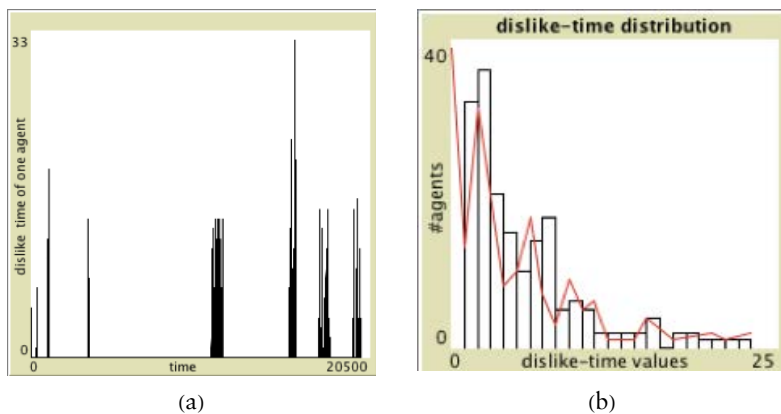 33
dislike time of one agent
0
0
time
20500
(a)
dislike-time distribution
40
#agents
0
0
dislike-time values
25
(b)